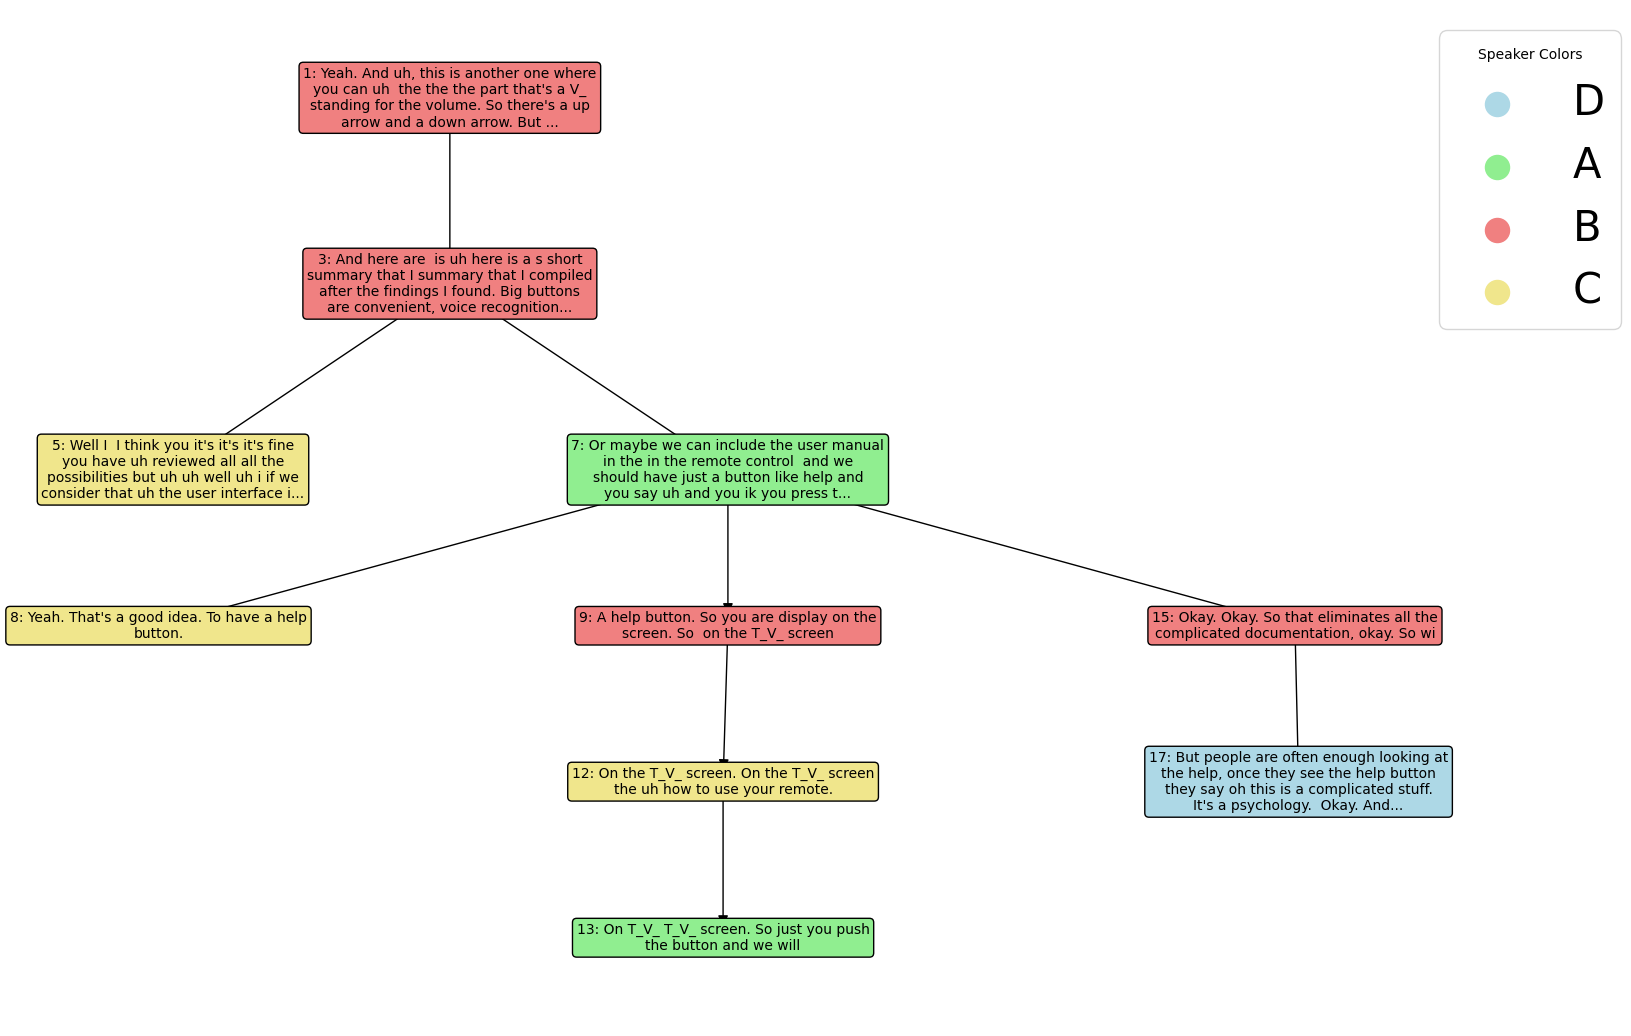 1: Yeah. And uh, this is another one where
you can uh  the the the part that's a V_
standing for the volume. So there's a up
arrow and a down arrow. But ...
Speaker Colors
D
A
B
C
3: And here are  is uh here is a s short
summary that I summary that I compiled
after the findings I found. Big buttons
are convenient, voice recognition...
5: Well I  I think you it's it's it's fine
you have uh reviewed all all the
possibilities but uh uh well uh i if we
consider that uh the user interface i...
7: Or maybe we can include the user manual
in the in the remote control  and we
should have just a button like help and
you say uh and you ik you press t...
8: Yeah. That's a good idea. To have a help
button.
9: A help button. So you are display on the
screen. So  on the T_V_ screen
15: Okay. Okay. So that eliminates all the
complicated documentation, okay. So wi
12: On the T_V_ screen. On the T_V_ screen
the uh how to use your remote.
17: But people are often enough looking at
the help, once they see the help button
they say oh this is a complicated stuff.
It's a psychology.  Okay. And...
13: On T_V_ T_V_ screen. So just you push
the button and we will